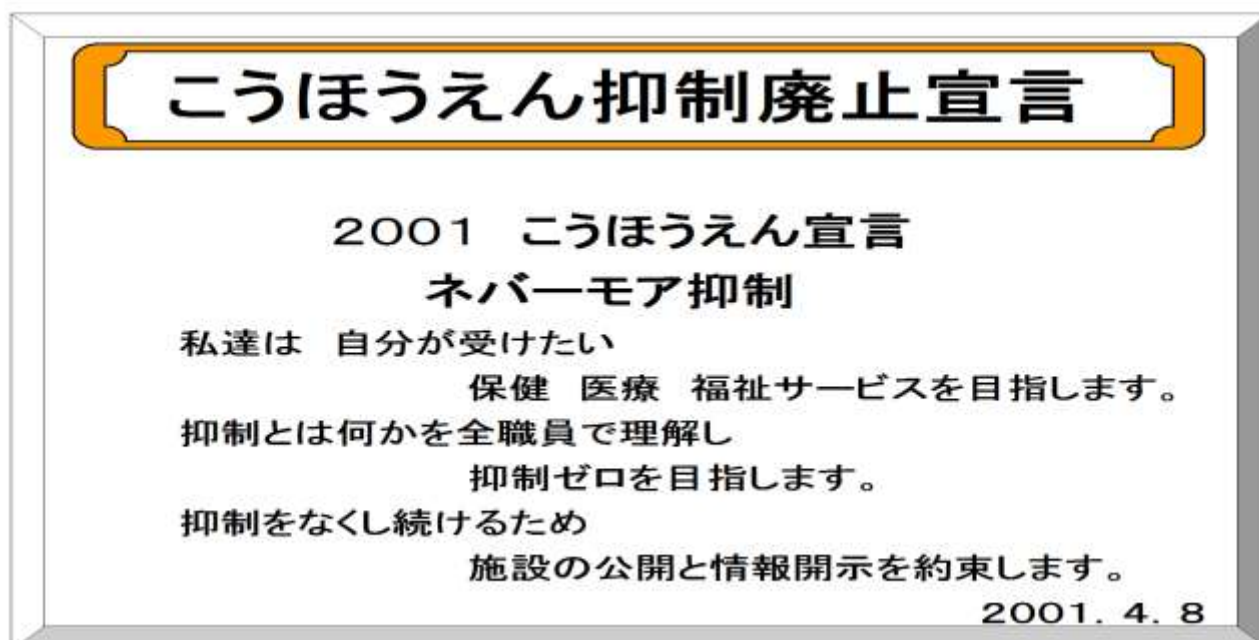 こうほうえん抑制廃止宣言
2001　こうほうえん宣言
ネバーモア抑制
私達は　自分が受けたい
保健　医療　福祉サービスを目指します。
抑制とは何かを全職員で理解し
抑制ゼロを目指します。
抑制をなくし続けるため
施設の公開と情報開示を約束します。
2001. 4. 8